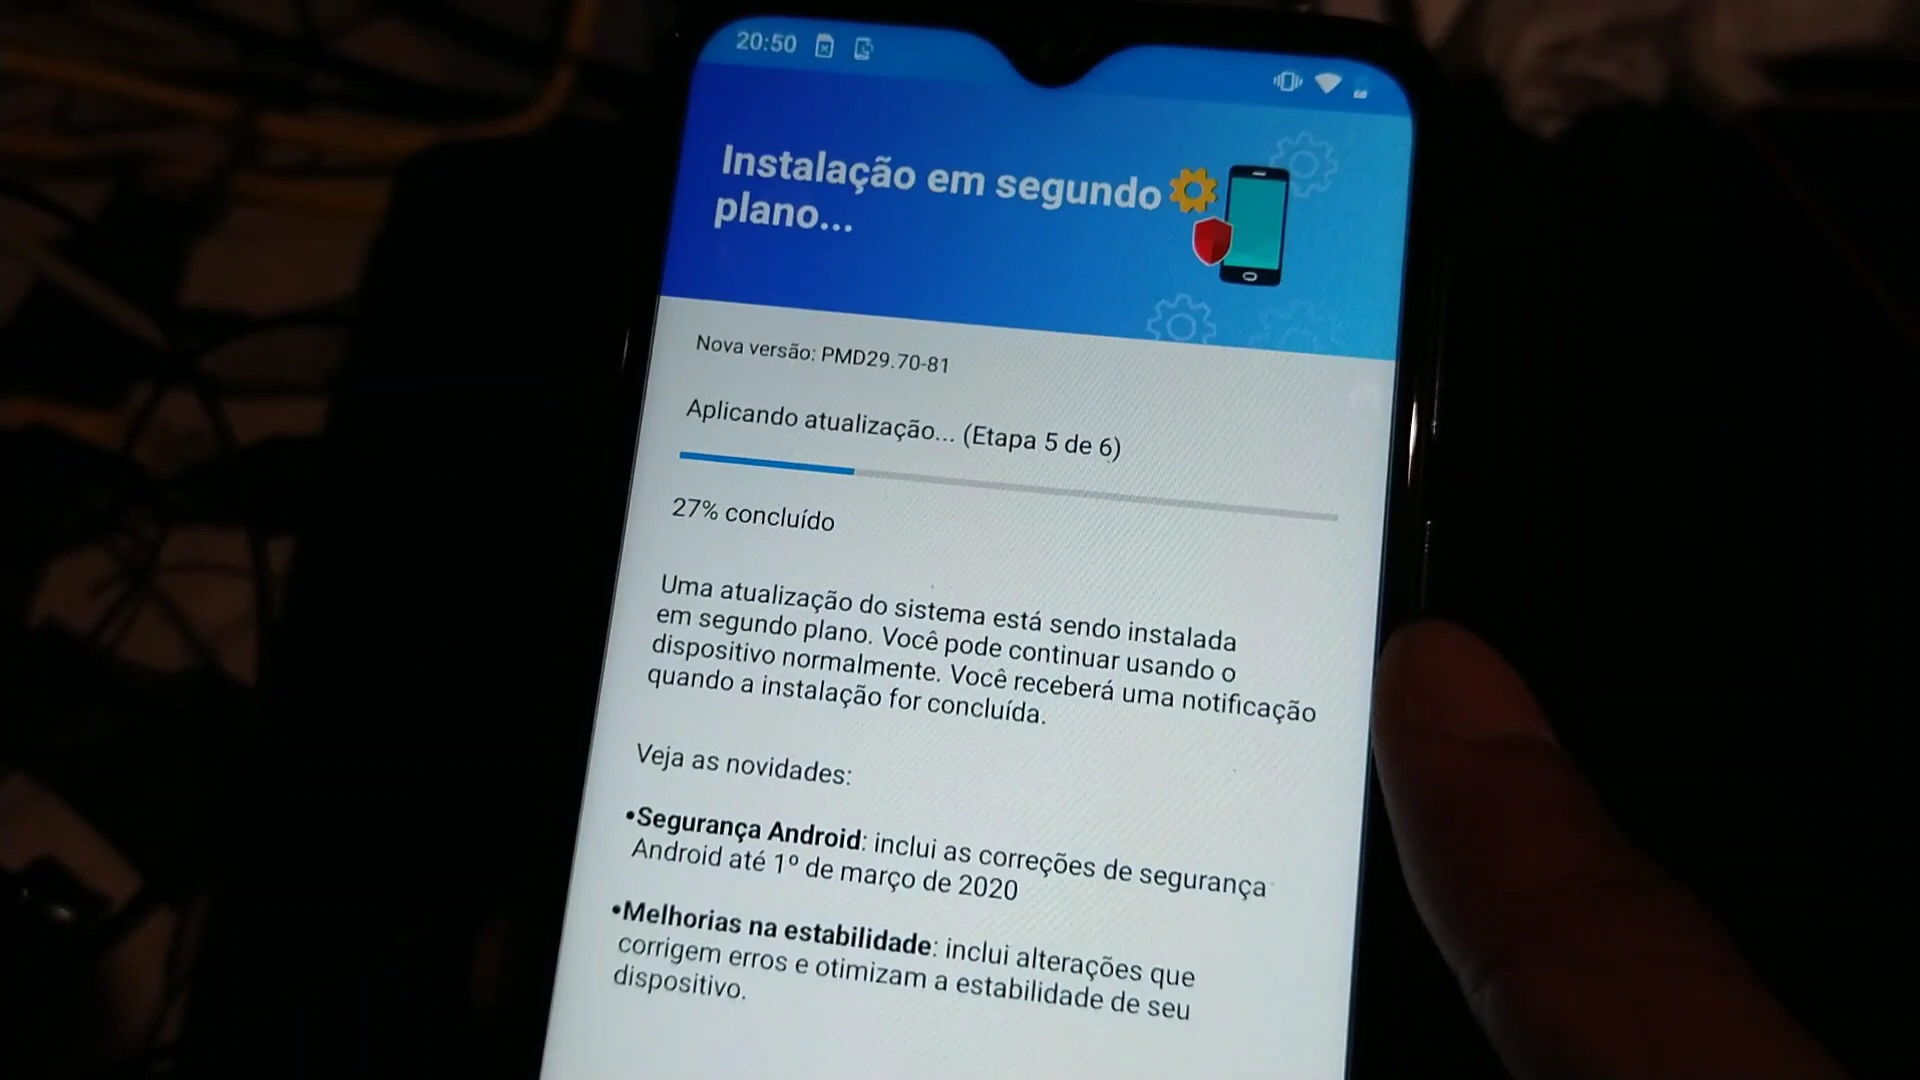 20:50
Instalação em segundo
plano...
Nova versão: PMD29.70-81
Aplicando atualização... (Etapa 5 de 6)
27% concluído
Uma atualização do sistema está sendo instalada
em segundo plano. Você pode continuar usando o
dispositivo normalmente. Você receberá uma notificação
quando a instalação for concluída.
Veja as novidades:
•Segurança Android: inclui as correções de segurança
Android até 1º de março de 2020
•Melhorias na estabilidade: inclui alterações que
corrigem erros e otimizam a estabilidade de seu
dispositivo.